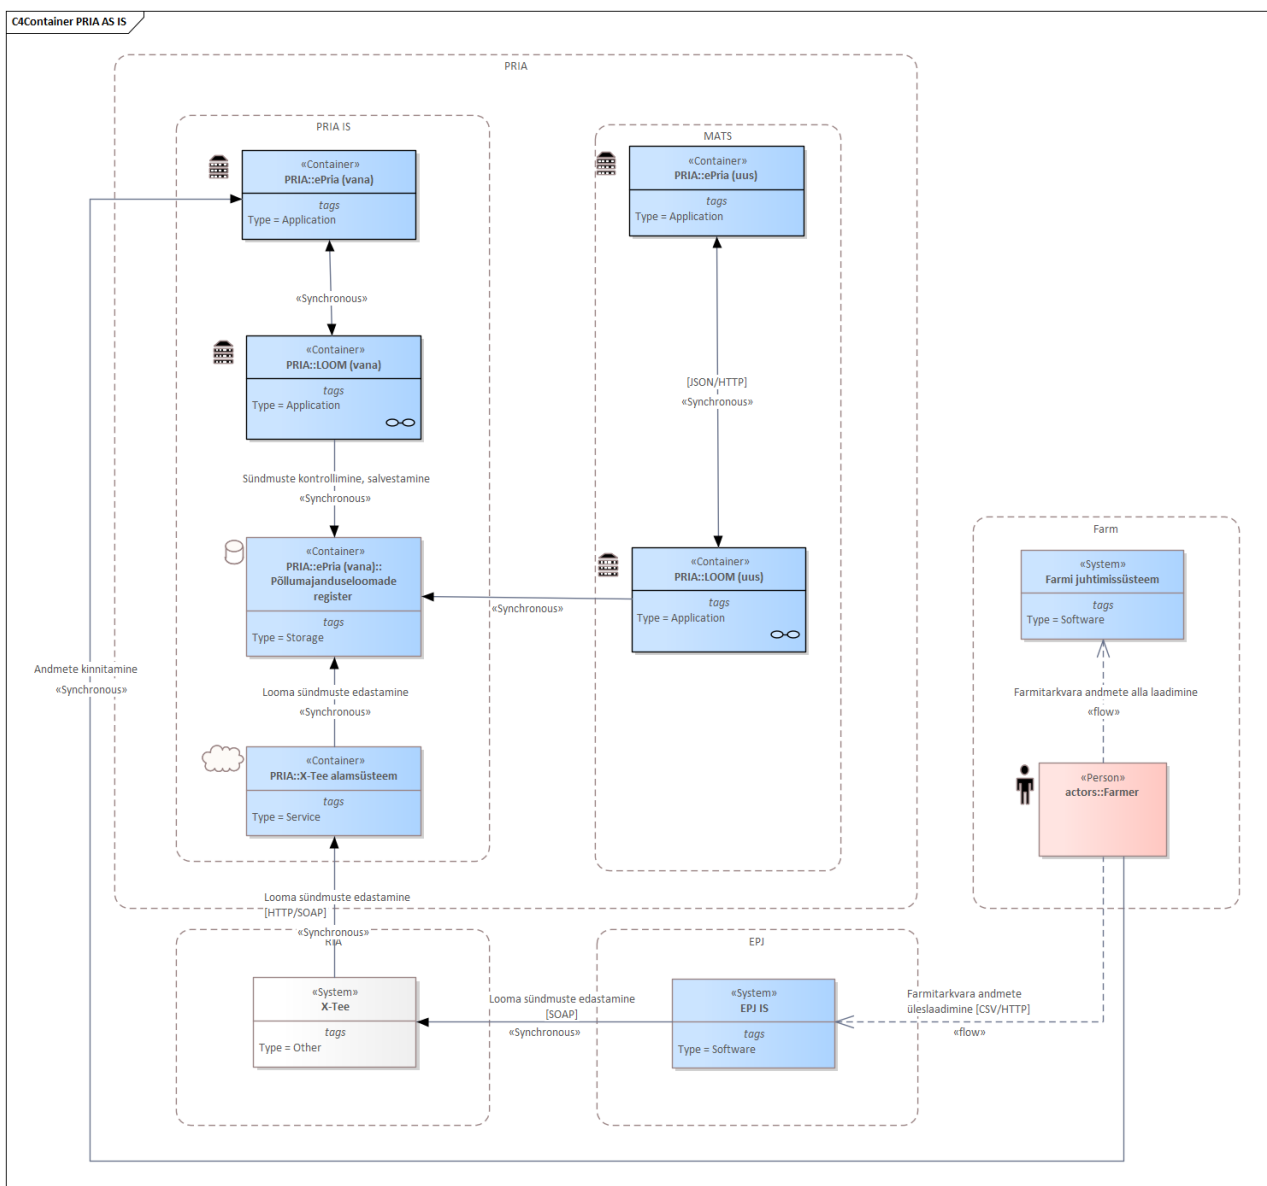 C4Container PRIA AS IS
PRIA
PRIA IS
«Container»
PRIA::ePria (vana)
tags
Type = Application
«Synchronous»
«Container»
PRIA::LOOM (vana)
tags
Type = Application
Sündmuste kontrollimine, salvestamine
«Synchronous»
«Container»
PRIA::ePria (vana)::
Põllumajanduseloomade
register
tags
Type = Storage
Looma sündmuste edastamine
«Synchronous»
«Container»
PRIA::X-Tee alamsüsteem
tags
Type = Service
Looma sündmuste edastamine
[HTTP/SOAP]
«Synchronous»
MATS
«Container»
PRIA::ePria (uus)
tags
Type = Application
[JSON/HTTP]
«Synchronous»
«Container»
PRIA::LOOM (uus)
tags
Type = Application
«Synchronous»
Andmete kinnitamine
«Synchronous»
Farm
«System»
Farmi juhtimissüsteem
tags
Type = Software
Farmitarkvara andmete alla laadimine
«flow»
«Person»
actors::Farmer
RIA
«System»
X-Tee
tags
Type = Other
Looma sündmuste edastamine
[SOAP]
«Synchronous»
EPJ
«System»
EPJ IS
tags
Type = Software
Farmitarkvara andmete
üleslaadimine [CSV/HTTP]
«flow»